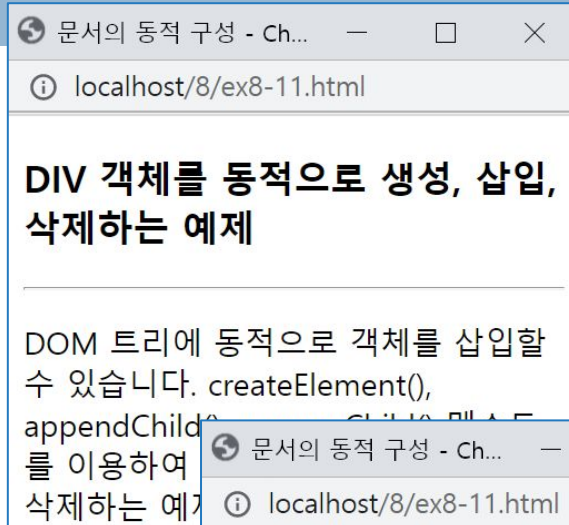 문서의 동적 구성 - Ch...
localhost/8/ex8-11.html
DIV 객체를 동적으로 생성, 삽입,
삭제하는 예제
DOM 트리에 동적으로 객체를 삽입할
수 있습니다. createElement(),
appendChild
를 이용하여
삭제하는
문서의 동적 구성 - Ch...
localhost/8/ex8-11.html